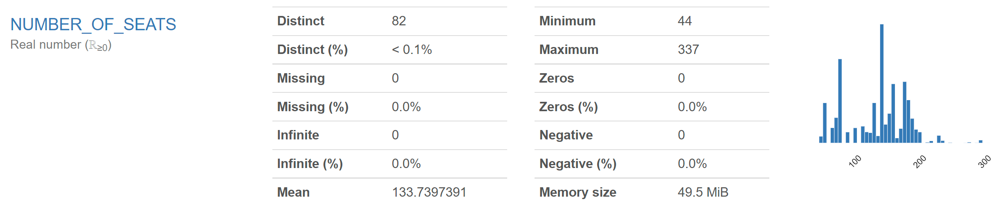 NUMBER_OF_SEATS
Real number (ℝ≥0)
Distinct 82
Distinct (%) < 0.1%
Missing 0
Missing (%) 0.0%
Infinite 0
Infinite (%) 0.0%
Mean 133.7397391
Minimum 44
Maximum 337
Zeros 0
Zeros (%) 0.0%
Negative 0
Negative (%) 0.0%
Memory size 49.5 MiB
100
200
300